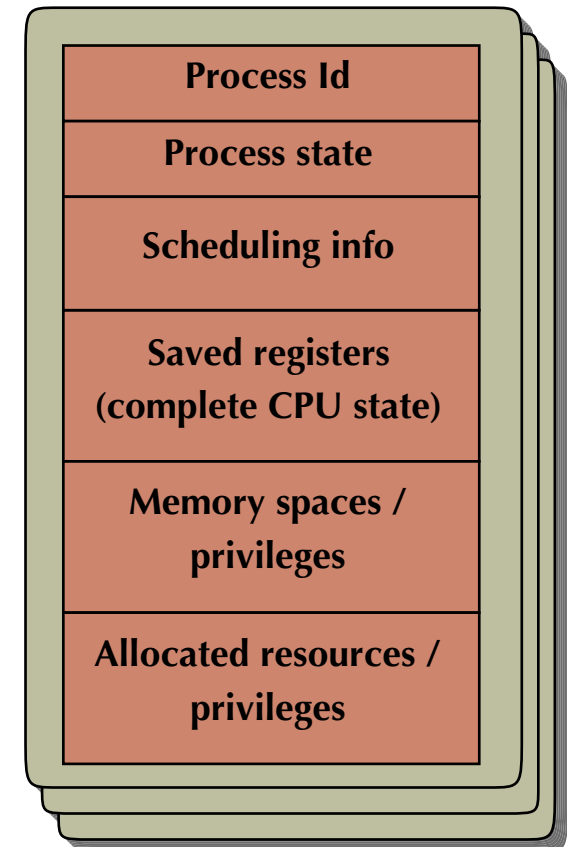 Process Id
Process state
Scheduling info
Saved registers
(complete CPU state)
Memory spaces /
privileges
Allocated resources /
privileges